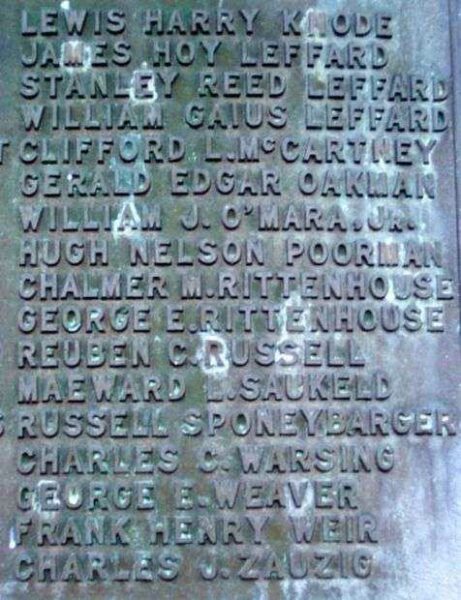 LEWIS HARRY KNODE
JAMES HOY LEFFARD
STANLEY REED LEFFARD
WILLIAM GAIUS LEFFARD
T CLIFFORD L. McCARTNEY
GERALD EDGAR OAKMAN
WILLIAM J. O'MARA, JR.
HUGH NELSON POORMAN
CHALMER M. RITTENHOUSE
GEORGE E. RITTENHOUSE
REUBEN C. RUSSELL
MAEWARD L. SAUKELD
G RUSSELL SPONEYBARGER
CHARLES C. WARSING
GEORGE E. WEAVER
FRANK HENRY WEIR
CHARLES J. ZAUZIG